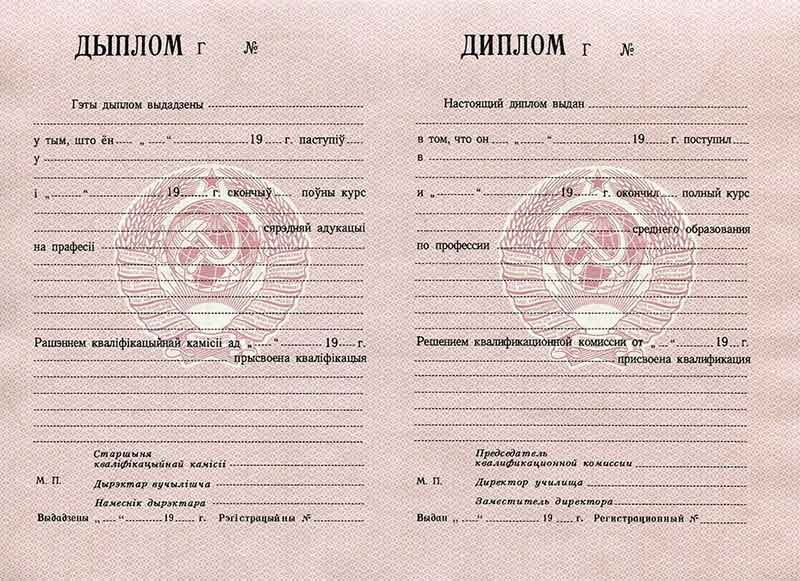 ДЫПЛОМ Г №
Гэты дыплом выдадзены
у тым, што ён „ “ 19 г. паступіў
у
і „ “ 19 г. скончыў поўны курс
сярэдняй адукацыі
на прафесіі
Рашэннем кваліфікацыйнай камісіі ад „ “ 19 г.
прысвоена кваліфікацыя
Старшыня
кваліфікацыйнай камісіі
М. П. Дырэктар вучылішча
Намеснік дырэктара
Выдадзены „ “ 19 г. Рэгістрацыйны №
ДИПЛОМ Г №
Настоящий диплом выдан
в том, что он „ “ 19 г. поступил
в
и „ “ 19 г. окончил полный курс
среднего образования
по профессии
Решением квалификационной комиссии от „ “ 19 г.
присвоена квалификация
Председатель
квалификационной комиссии
М. П. Директор училища
Заместитель директора
Выдан „ “ 19 г. Регистрационный №